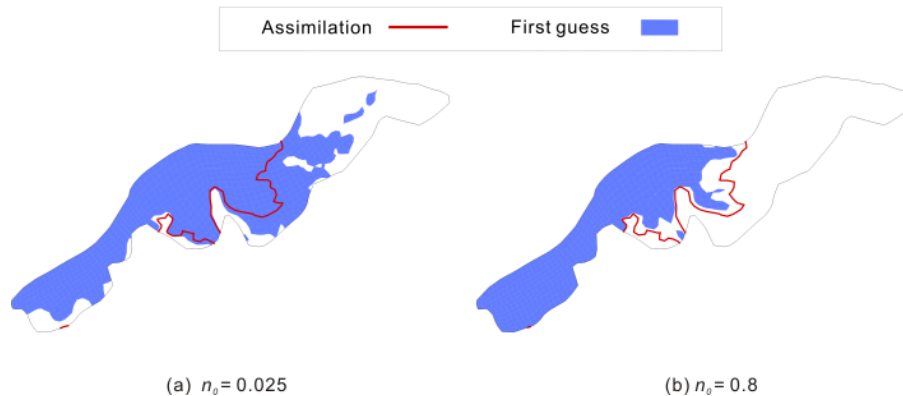 Assimilation First guess
(a) n₀ = 0.025
(b) n₀ = 0.8